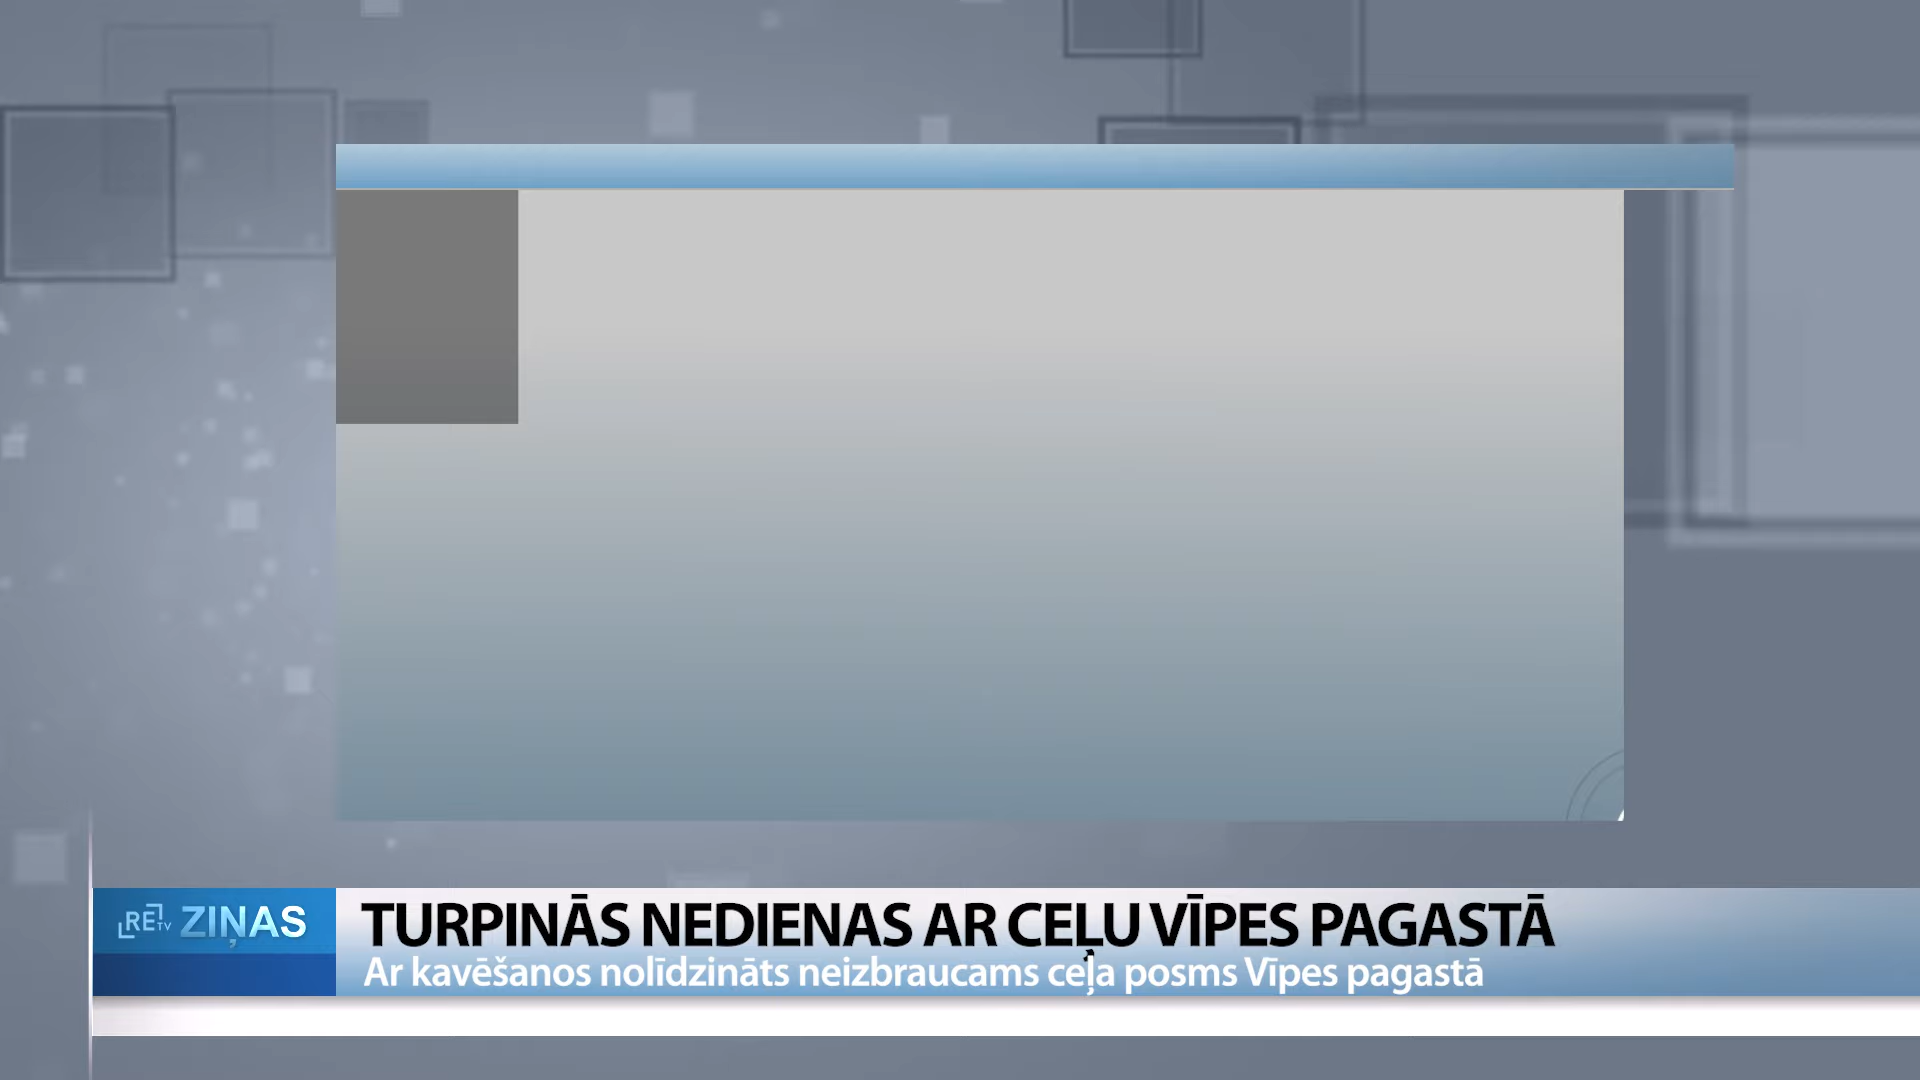 RE TV ZIŅAS
TURPINĀS NEDIENAS AR CEĻU VĪPES PAGASTĀ
Ar kavēšanos nolīdzināts neizbraucams ceļa posms Vīpes pagastā